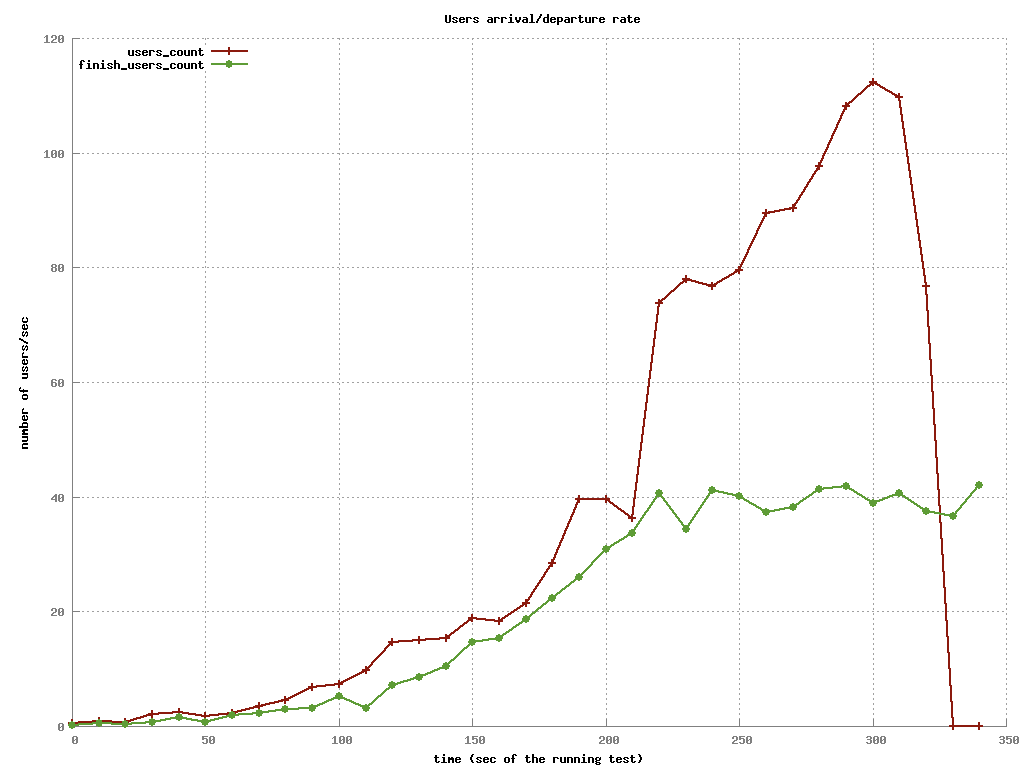 Users arrival/departure rate
users_count
finish_users_count
120
100
80
60
40
20
0
number of users/sec
0 50 100 150 200 250 300 350
time (sec of the running test)